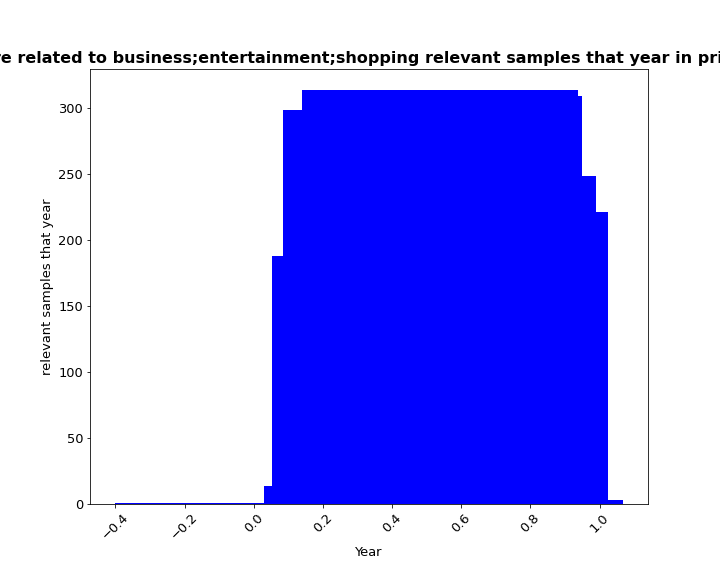 related to business;entertainment;shopping relevant samples that year in
300
250
200
150
100
50
0
relevant samples that year
−0.4 −0.2 0.0 0.2 0.4 0.6 0.8 1.0
Year